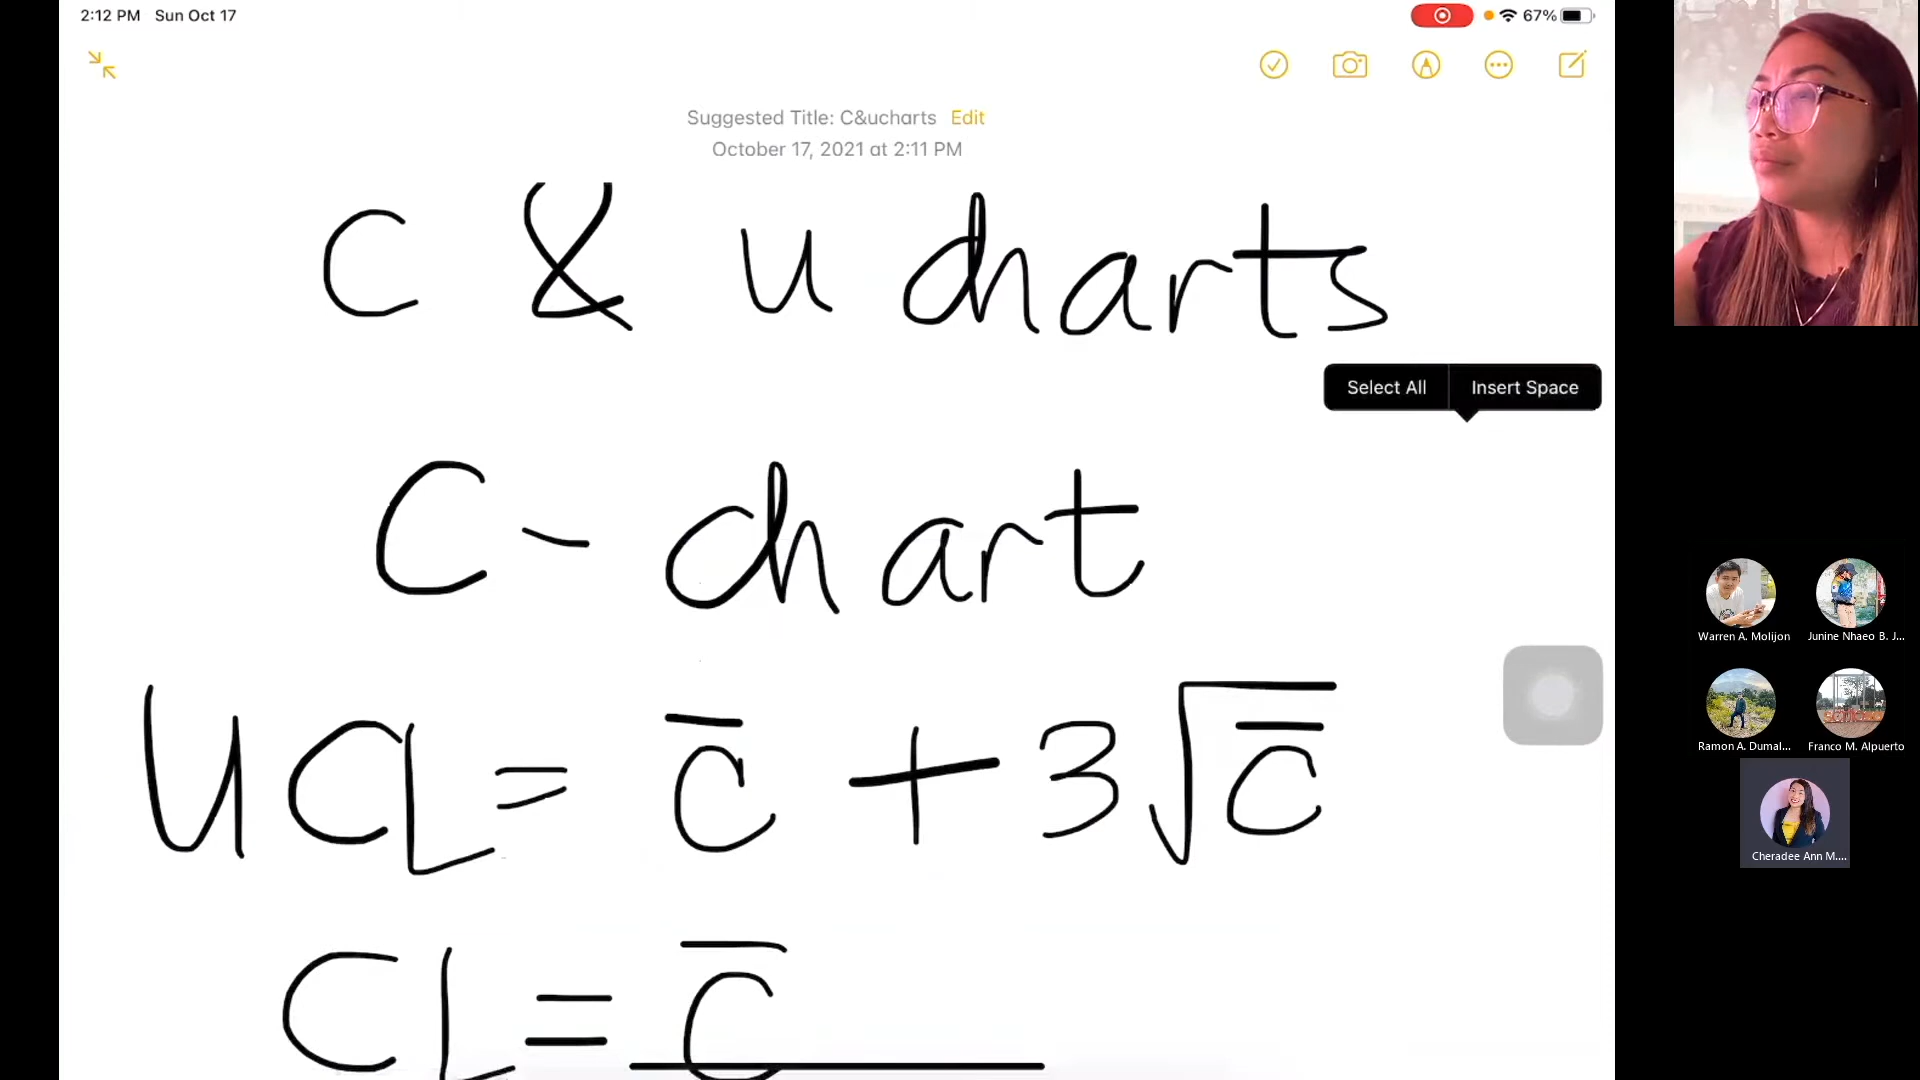 2:12 PM Sun Oct 17
67%
Suggested Title: C&ucharts Edit
October 17, 2021 at 2:11 PM
C & u charts
Select All Insert Space
C - chart
UCL = c̅ + 3√c̅
CL = c̅
Warren A. Molijon
Junine Nhaeo B. J...
Ramon A. Dumal...
Franco M. Alpuerto
Cheradee Ann M....